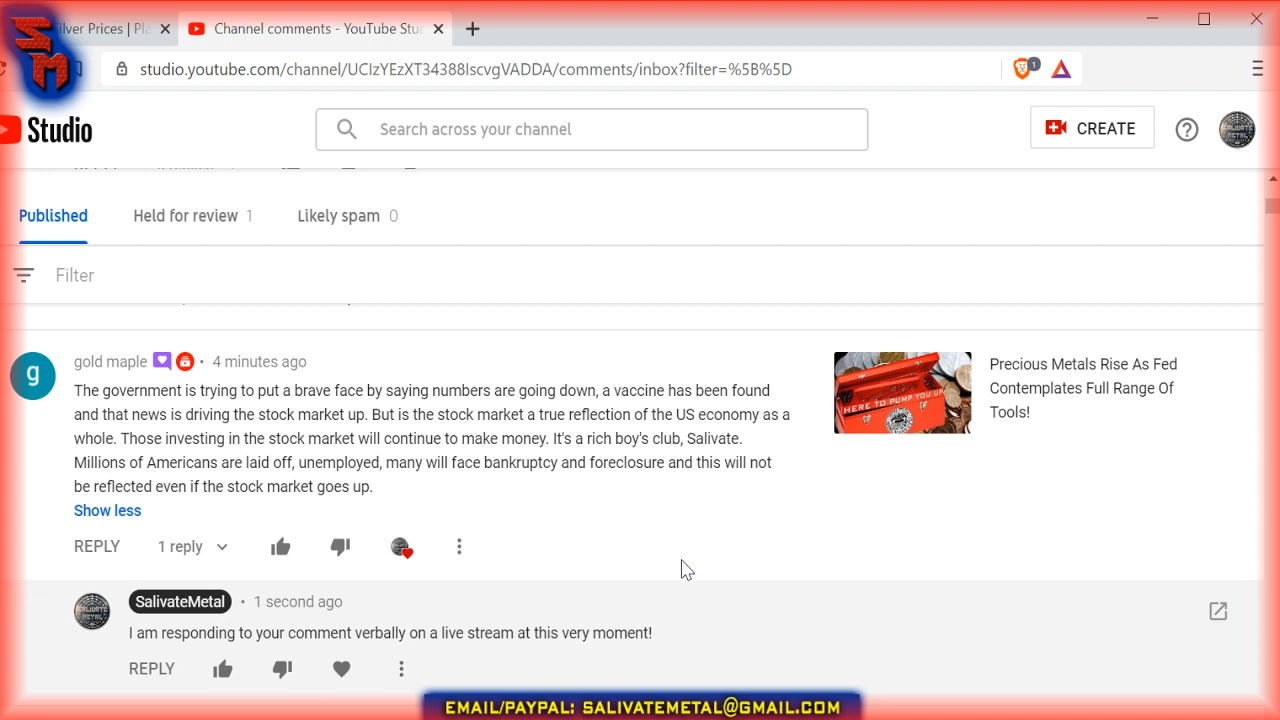 SM
ilver Prices | Pla
Channel comments - YouTube Stu
studio.youtube.com/channel/UClzYEzXT34388lscvgVADDA/comments/inbox?filter=%5B%5D
1
Studio
Search across your channel
CREATE
Published
Held for review 1
Likely spam 0
Filter
g
gold maple • 4 minutes ago
The government is trying to put a brave face by saying numbers are going down, a vaccine has been found
and that news is driving the stock market up. But is the stock market a true reflection of the US economy as a
whole. Those investing in the stock market will continue to make money. It's a rich boy's club, Salivate.
Millions of Americans are laid off, unemployed, many will face bankruptcy and foreclosure and this will not
be reflected even if the stock market goes up.
Show less
REPLY
1 reply
HERE TO PUMP YOU UP
Precious Metals Rise As Fed
Contemplates Full Range Of
Tools!
SALIVATE
METAL
SalivateMetal • 1 second ago
I am responding to your comment verbally on a live stream at this very moment!
REPLY
EMAIL/PAYPAL: SALIVATEMETAL@GMAIL.COM